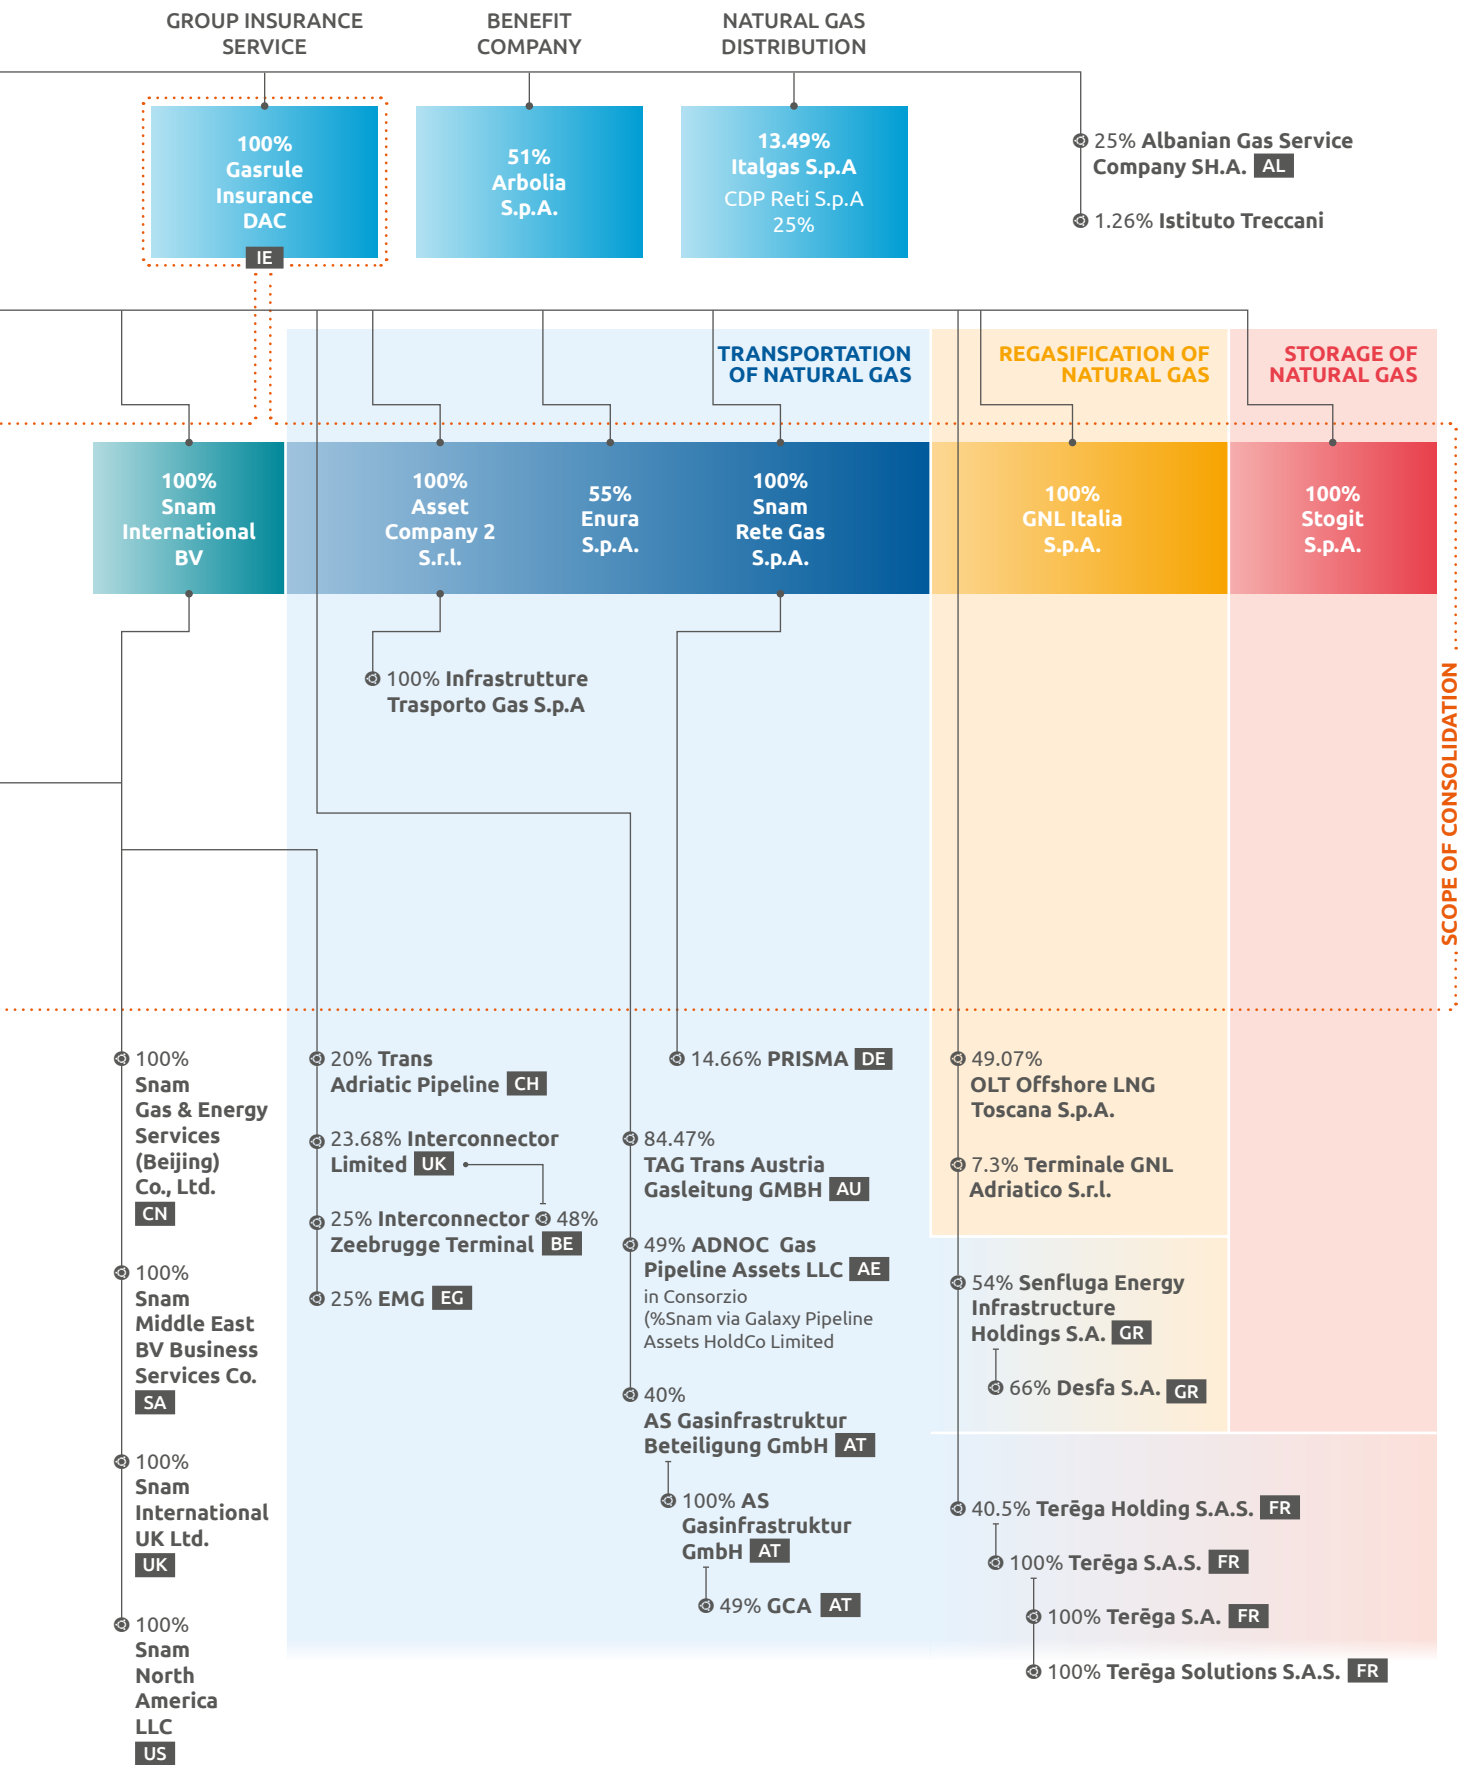 GROUP INSURANCE
SERVICE
BENEFIT
COMPANY
NATURAL GAS
DISTRIBUTION
100%
Gasrule
Insurance
DAC
IE
51%
Arbolia
S.p.A.
13.49%
Italgas S.p.A
CDP Reti S.p.A
25%
25% Albanian Gas Service
Company SH.A. AL
1.26% Istituto Treccani
TRANSPORTATION
OF NATURAL GAS
REGASIFICATION OF
NATURAL GAS
STORAGE OF
NATURAL GAS
100%
Snam
International
BV
100%
Asset
Company 2
S.r.l.
55%
Enura
S.p.A.
100%
Snam
Rete Gas
S.p.A.
100%
GNL Italia
S.p.A.
100%
Stogit
S.p.A.
100% Infrastrutture
Trasporto Gas S.p.A
SCOPE OF CONSOLIDATION
100%
Snam
Gas & Energy
Services
(Beijing)
Co., Ltd.
CN
100%
Snam
Middle East
BV Business
Services Co.
SA
100%
Snam
International
UK Ltd.
UK
100%
Snam
North
America
LLC
US
20% Trans
Adriatic Pipeline CH
23.68% Interconnector
Limited UK
25% Interconnector 48%
Zeebrugge Terminal BE
25% EMG EG
14.66% PRISMA DE
84.47%
TAG Trans Austria
Gasleitung GMBH AU
49% ADNOC Gas
Pipeline Assets LLC AE
in Consorzio
(%Snam via Galaxy Pipeline
Assets HoldCo Limited
40%
AS Gasinfrastruktur
Beteiligung GmbH AT
100% AS
Gasinfrastruktur
GmbH AT
49% GCA AT
49.07%
OLT Offshore LNG
Toscana S.p.A.
7.3% Terminale GNL
Adriatico S.r.l.
54% Senfluga Energy
Infrastructure
Holdings S.A. GR
66% Desfa S.A. GR
40.5% Terēga Holding S.A.S. FR
100% Terēga S.A.S. FR
100% Terēga S.A. FR
100% Terēga Solutions S.A.S. FR